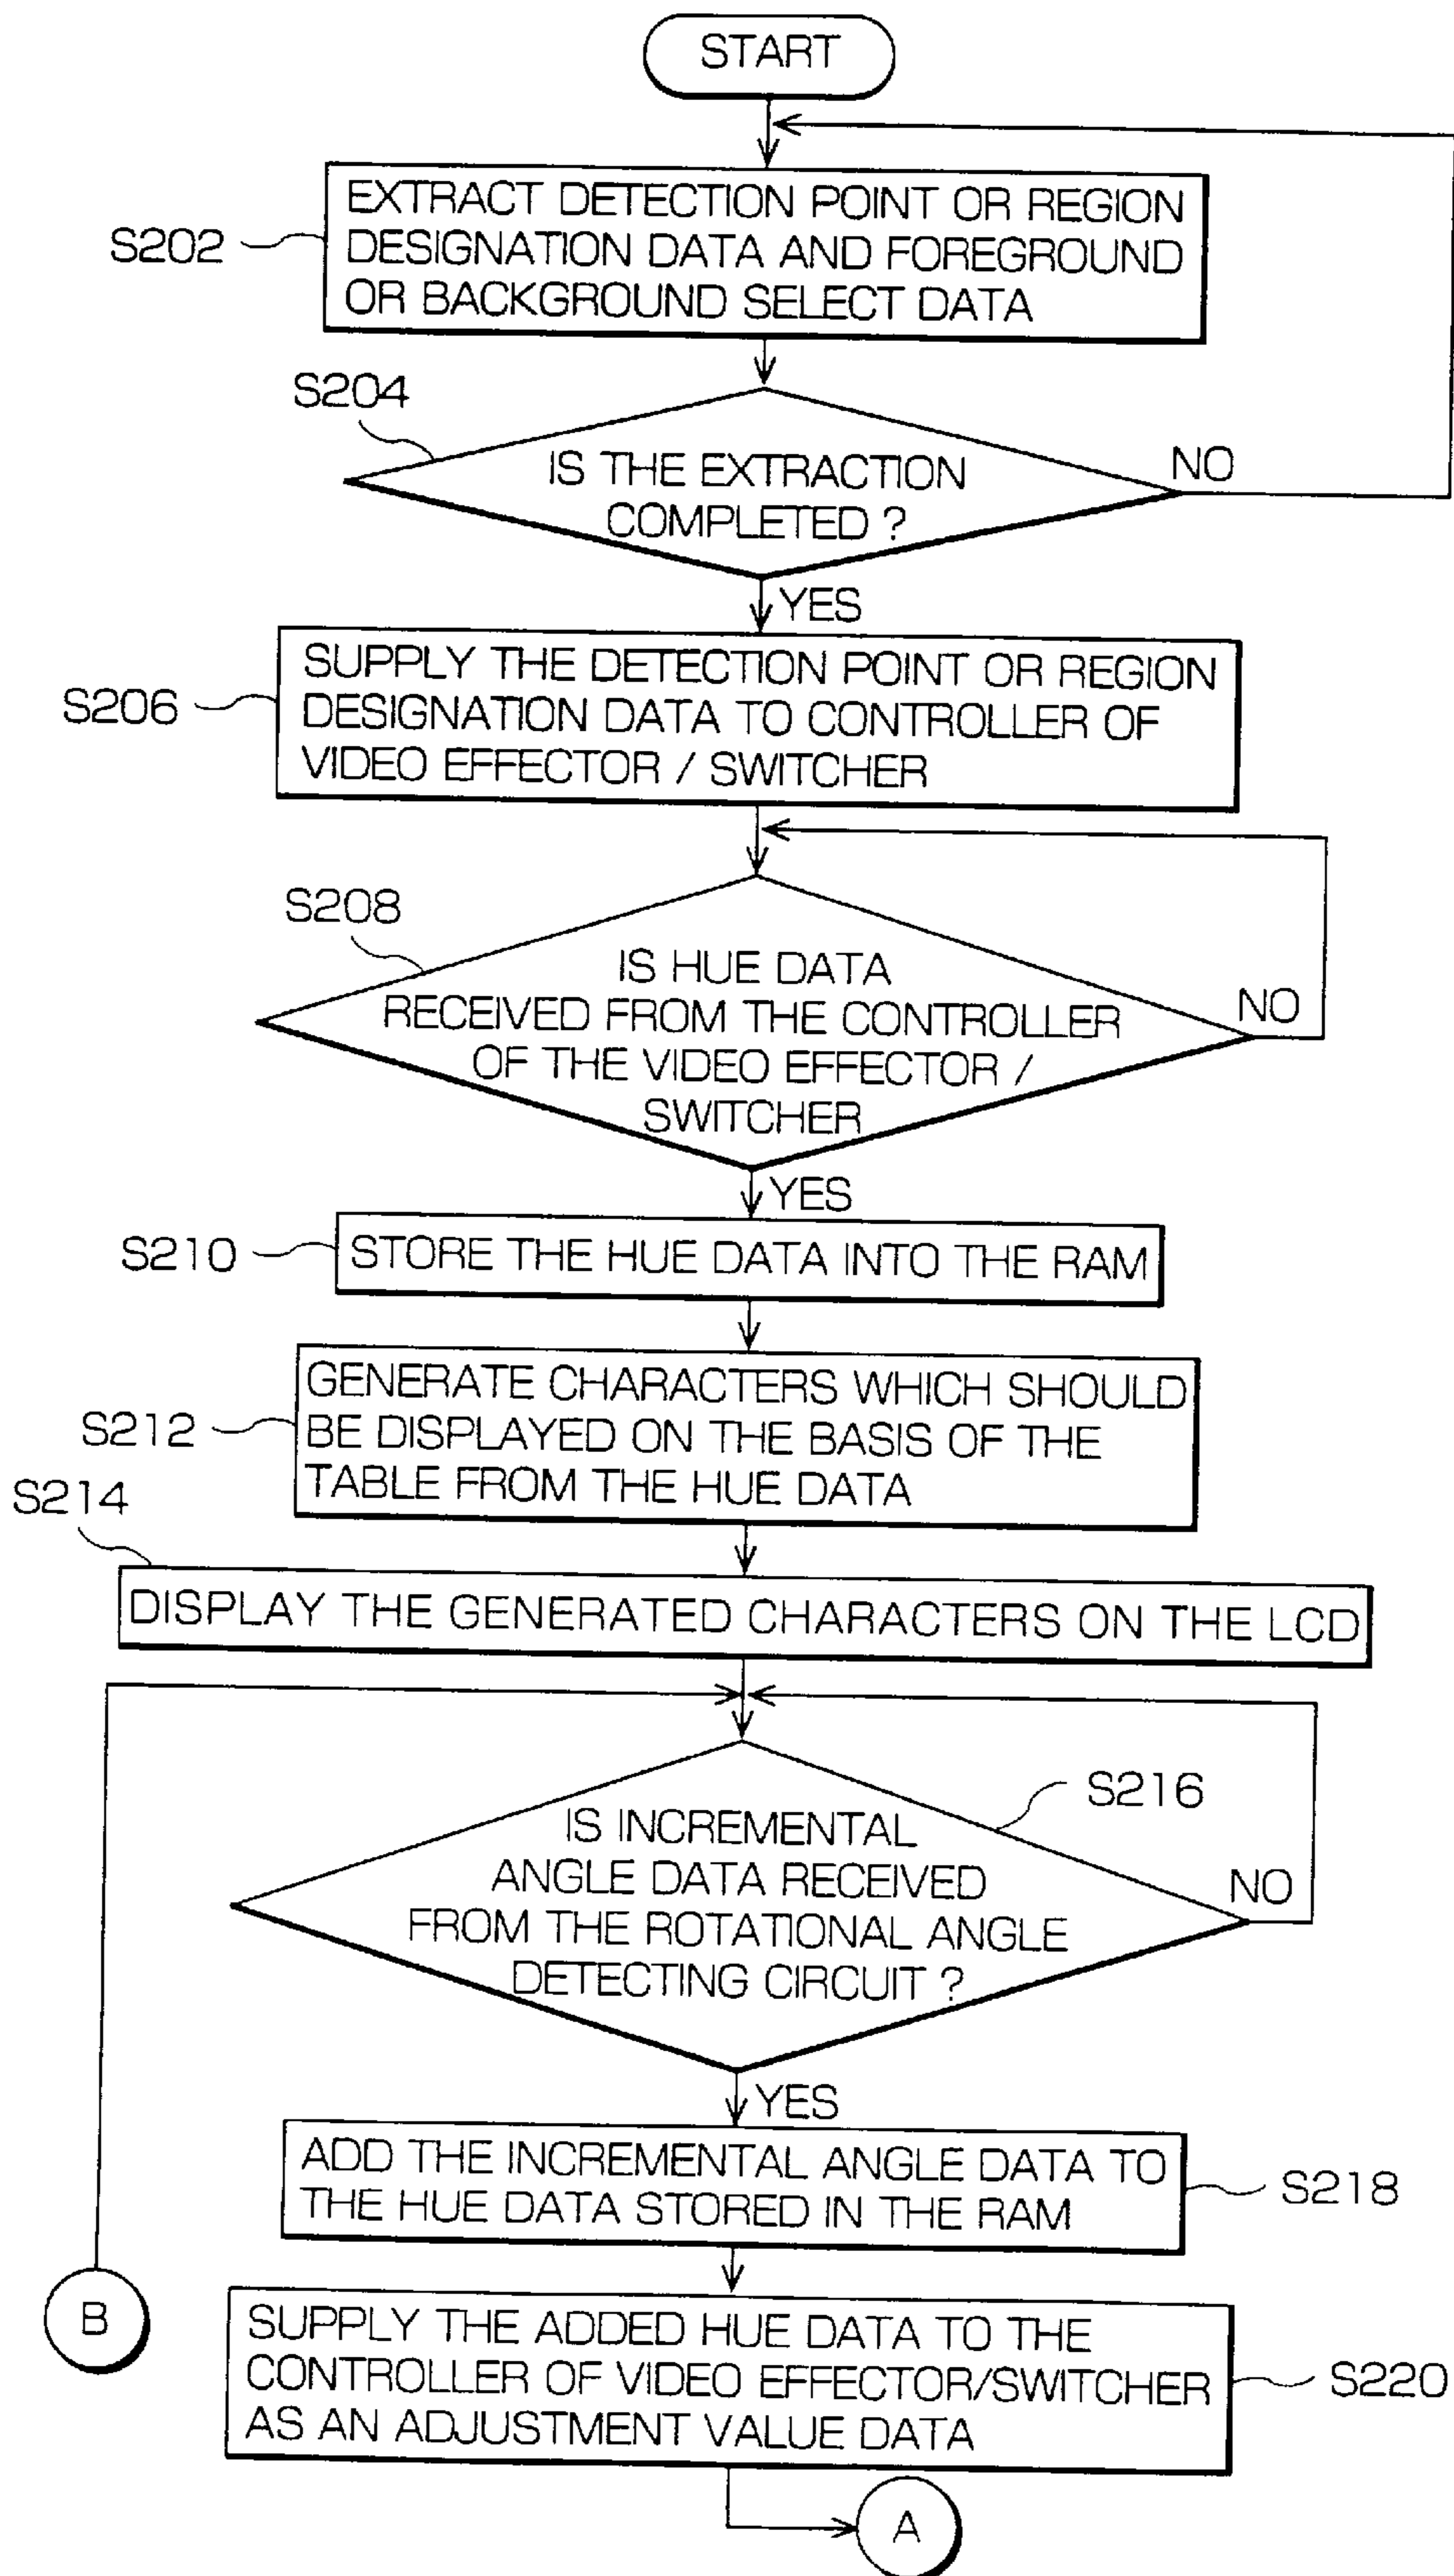 START
EXTRACT DETECTION POINT OR REGION
DESIGNATION DATA AND FOREGROUND
OR BACKGROUND SELECT DATA
S202
S204
IS THE EXTRACTION
COMPLETED ?
NO
YES
SUPPLY THE DETECTION POINT OR REGION
DESIGNATION DATA TO CONTROLLER OF
VIDEO EFFECTOR / SWITCHER
S206
S208
IS HUE DATA
RECEIVED FROM THE CONTROLLER
OF THE VIDEO EFFECTOR /
SWITCHER
NO
YES
S210
STORE THE HUE DATA INTO THE RAM
GENERATE CHARACTERS WHICH SHOULD
BE DISPLAYED ON THE BASIS OF THE
TABLE FROM THE HUE DATA
S212
S214
DISPLAY THE GENERATED CHARACTERS ON THE LCD
S216
IS INCREMENTAL
ANGLE DATA RECEIVED
FROM THE ROTATIONAL ANGLE
DETECTING CIRCUIT ?
NO
YES
ADD THE INCREMENTAL ANGLE DATA TO
THE HUE DATA STORED IN THE RAM
S218
B
SUPPLY THE ADDED HUE DATA TO THE
CONTROLLER OF VIDEO EFFECTOR/SWITCHER
AS AN ADJUSTMENT VALUE DATA
S220
A